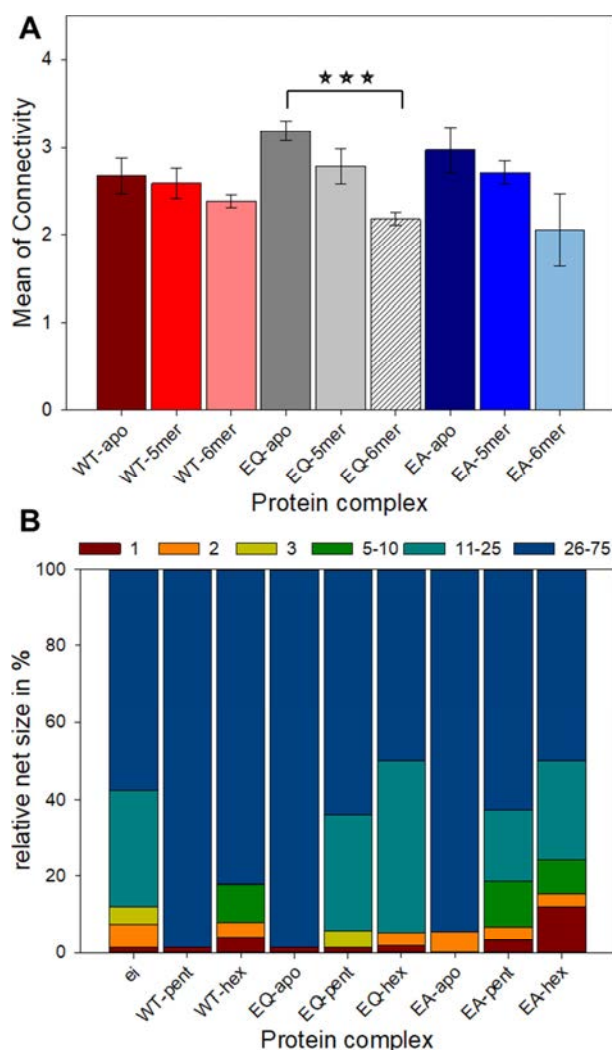 A
Mean of Connectivity
4
3
2
1
0
WT-apo
WT-5mer
WT-6mer
EQ-apo
EQ-5mer
EQ-6mer
EA-apo
EA-5mer
EA-6mer
Protein complex
B
1 2 3 5-10 11-25 26-75
relative net size in %
100
80
60
40
20
0
ei
WT-pent
WT-hex
EQ-apo
EQ-pent
EQ-hex
EA-apo
EA-pent
EA-hex
Protein complex